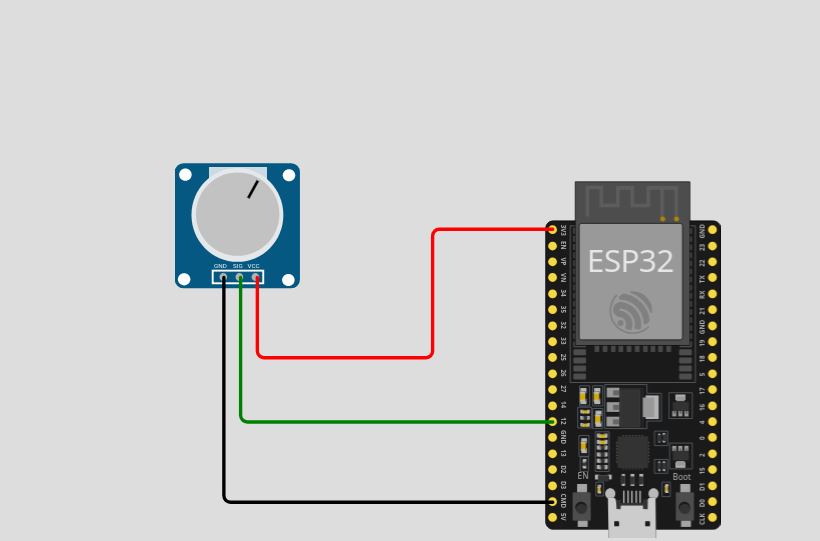 GND SIG VCC
ESP32
3V3
EN
VP
VN
34
35
32
33
25
26
27
14
12
GND
13
D2
D3
CMD
5V
GND
23
22
TX
RX
21
GND
19
18
5
17
16
4
0
2
15
D1
D0
CLK
EN
Boot